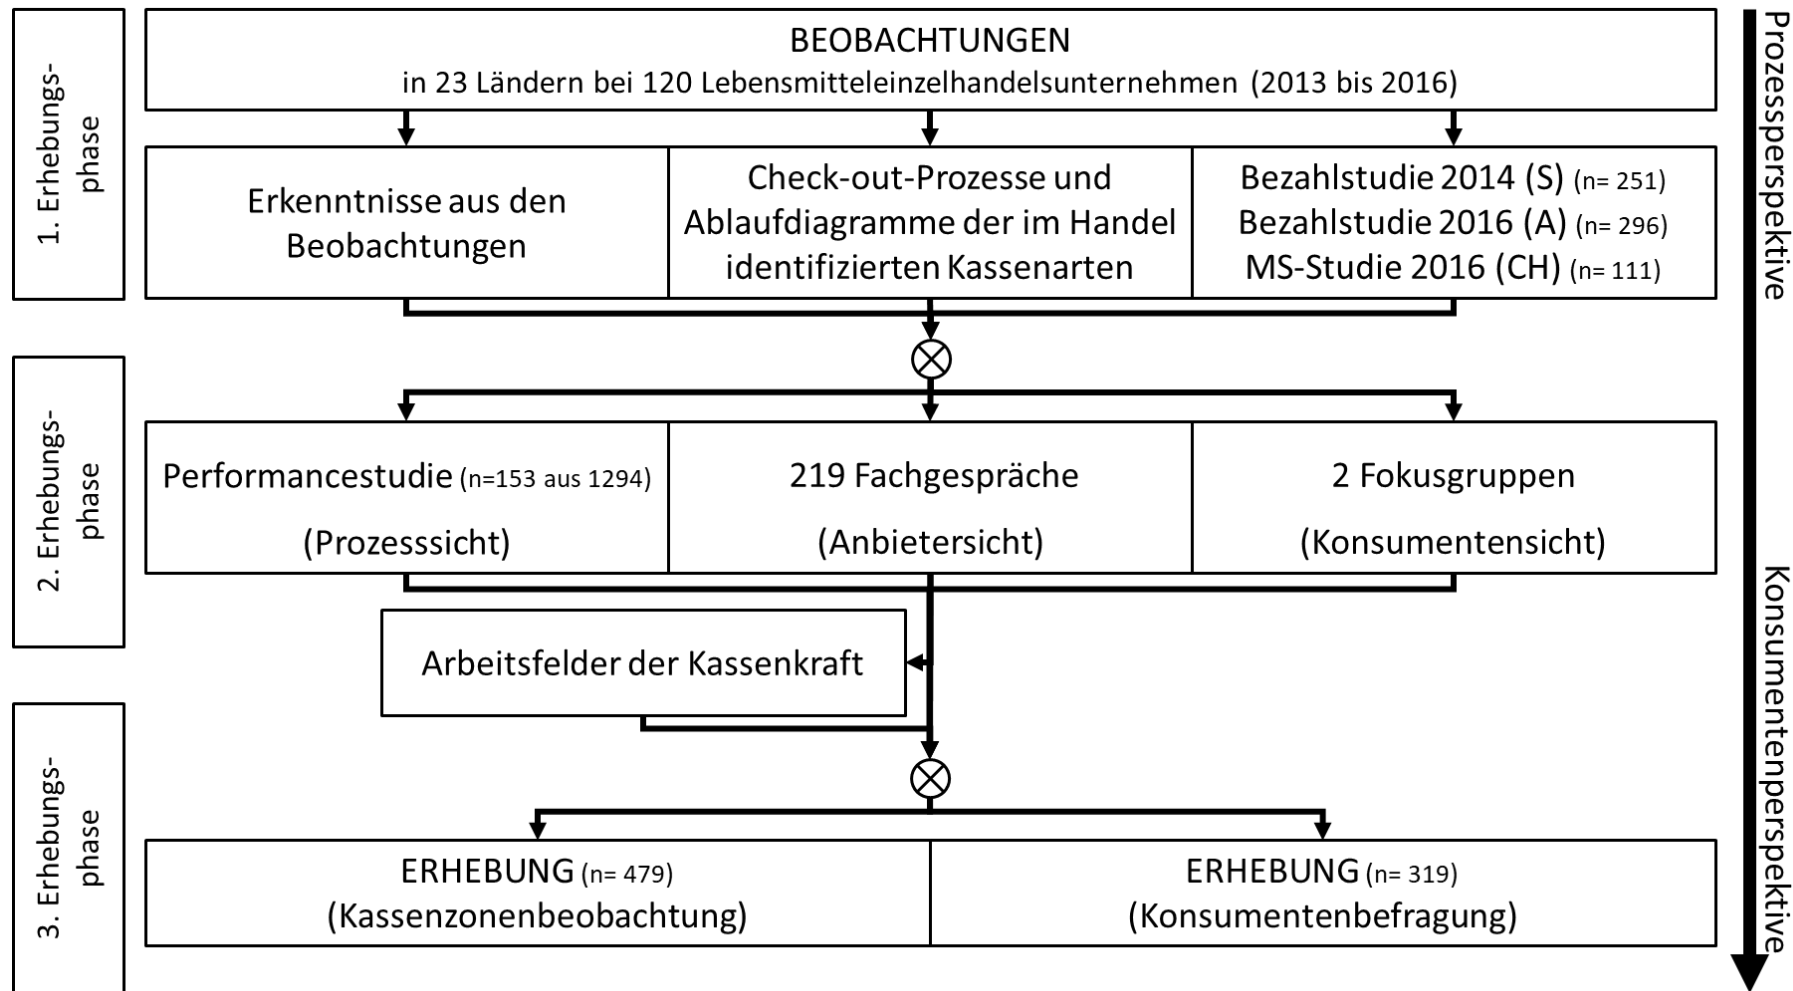 BEOBACHTUNGEN
in 23 Ländern bei 120 Lebensmitteleinzelhandelsunternehmen (2013 bis 2016)
1. Erhebungs-
phase
Erkenntnisse aus den
Beobachtungen
Check-out-Prozesse und
Ablaufdiagramme der im Handel
identifizierten Kassenarten
Bezahlstudie 2014 (S) (n= 251)
Bezahlstudie 2016 (A) (n= 296)
MS-Studie 2016 (CH) (n= 111)
Prozessperspektive
2. Erhebungs-
phase
Performancestudie (n=153 aus 1294)
(Prozesssicht)
219 Fachgespräche
(Anbietersicht)
2 Fokusgruppen
(Konsumentensicht)
Arbeitsfelder der Kassenkraft
Konsumentenperspektive
3. Erhebungs-
phase
ERHEBUNG (n= 479)
(Kassenzonenbeobachtung)
ERHEBUNG (n= 319)
(Konsumentenbefragung)